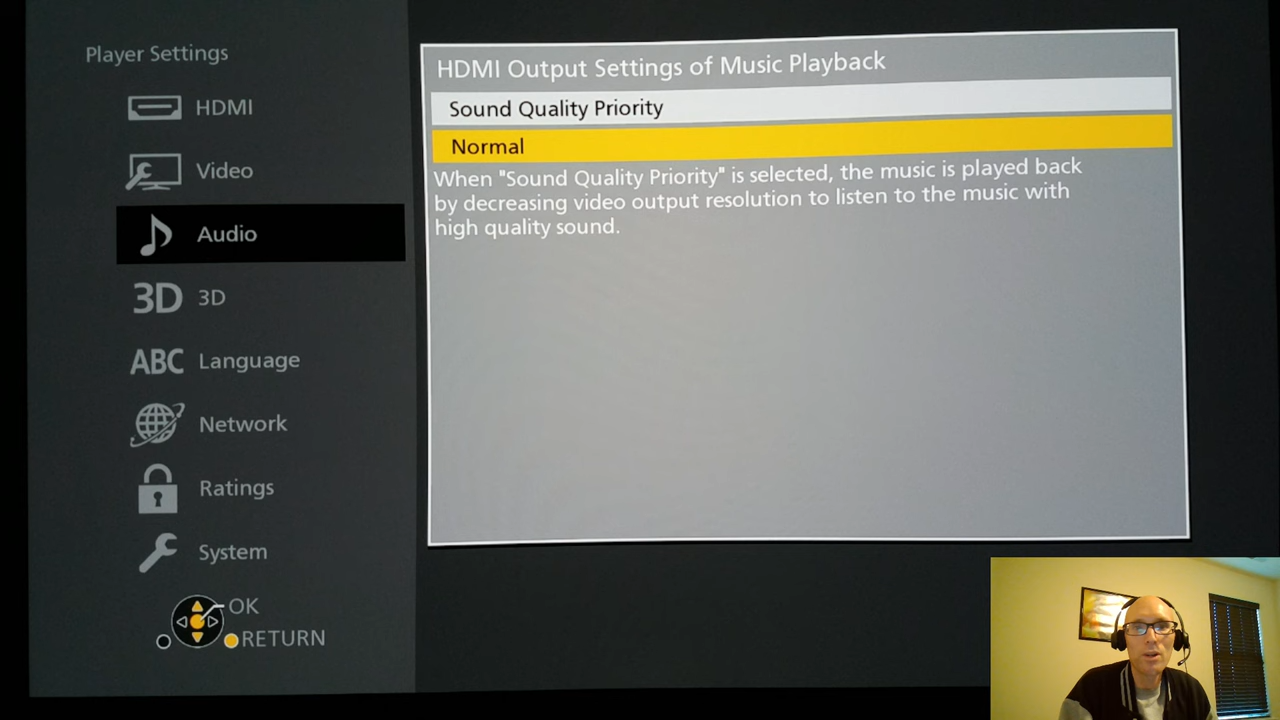 Player Settings
HDMI
Video
Audio
3D 3D
ABC Language
Network
Ratings
System
OK
RETURN
HDMI Output Settings of Music Playback
Sound Quality Priority
Normal
When "Sound Quality Priority" is selected, the music is played back
by decreasing video output resolution to listen to the music with
high quality sound.